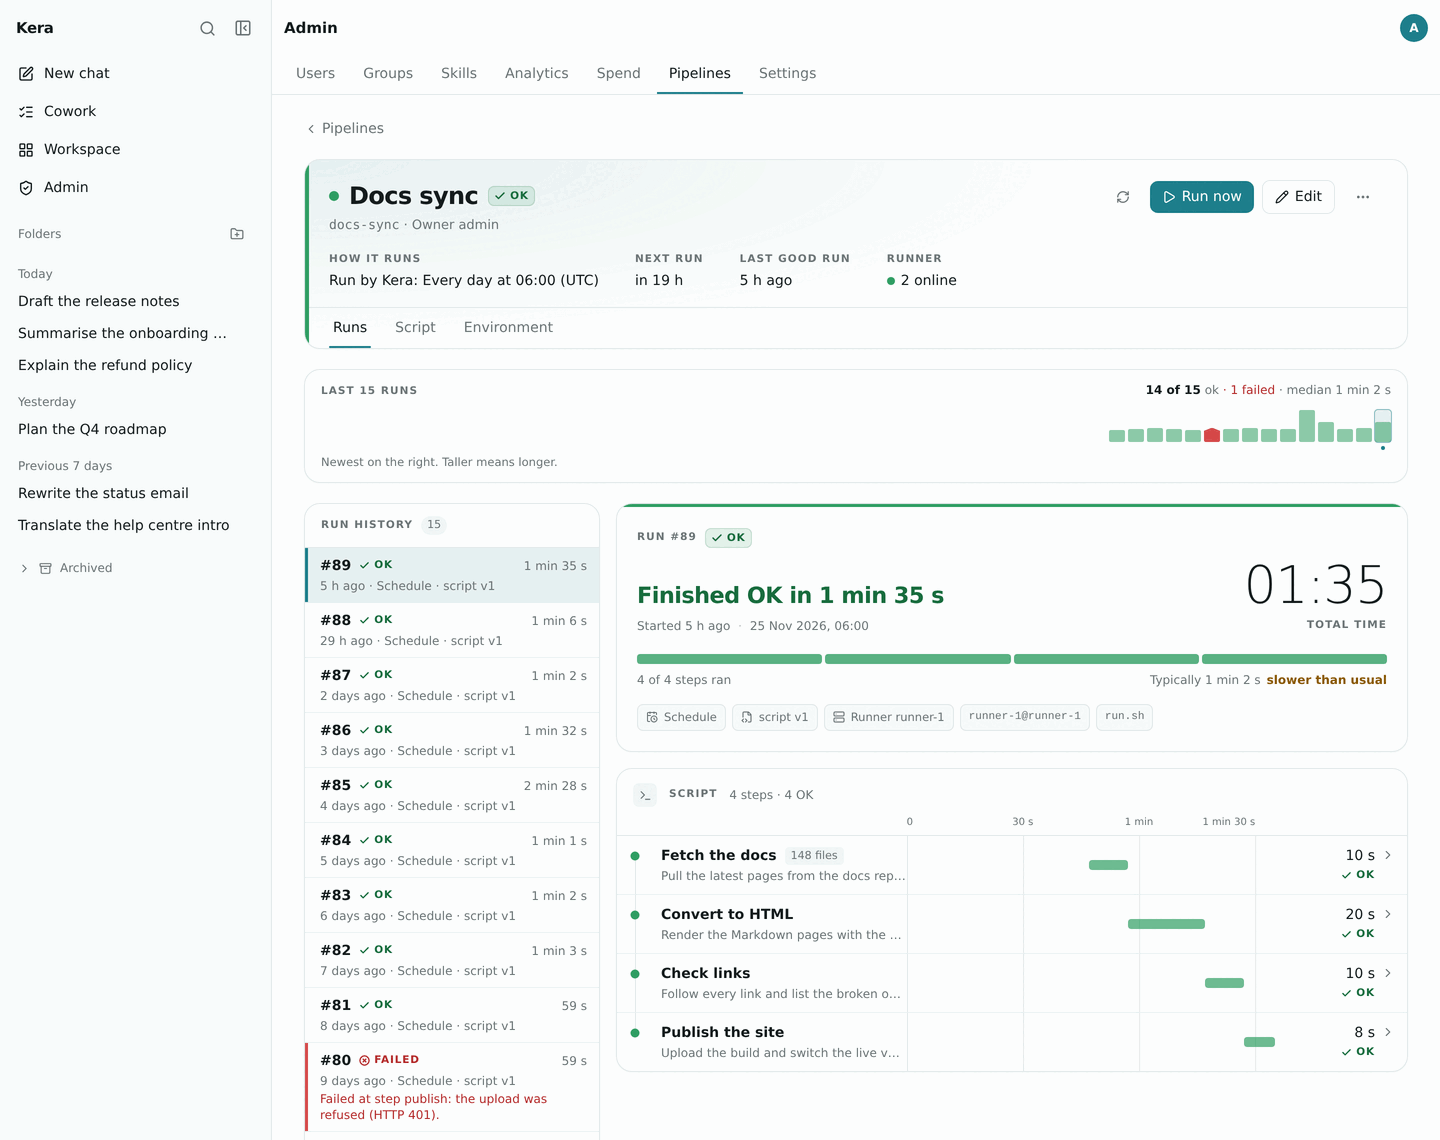 Kera
New chat
Cowork
Workspace
Admin
Folders
Today
Draft the release notes
Summarise the onboarding ...
Explain the refund policy
Yesterday
Plan the Q4 roadmap
Previous 7 days
Rewrite the status email
Translate the help centre intro
Archived
Admin
A
Users Groups Skills Analytics Spend Pipelines Settings
Pipelines
Docs sync OK
Run now Edit
docs-sync · Owner admin
HOW IT RUNS NEXT RUN LAST GOOD RUN RUNNER
Run by Kera: Every day at 06:00 (UTC) in 19 h 5 h ago 2 online
Runs Script Environment
LAST 15 RUNS
14 of 15 ok · 1 failed · median 1 min 2 s
Newest on the right. Taller means longer.
RUN HISTORY 15
#89 OK 1 min 35 s
5 h ago · Schedule · script v1
#88 OK 1 min 6 s
29 h ago · Schedule · script v1
#87 OK 1 min 2 s
2 days ago · Schedule · script v1
#86 OK 1 min 32 s
3 days ago · Schedule · script v1
#85 OK 2 min 28 s
4 days ago · Schedule · script v1
#84 OK 1 min 1 s
5 days ago · Schedule · script v1
#83 OK 1 min 2 s
6 days ago · Schedule · script v1
#82 OK 1 min 3 s
7 days ago · Schedule · script v1
#81 OK 59 s
8 days ago · Schedule · script v1
#80 FAILED 59 s
9 days ago · Schedule · script v1
Failed at step publish: the upload was
refused (HTTP 401).
RUN #89 OK
Finished OK in 1 min 35 s
01:35
Started 5 h ago · 25 Nov 2026, 06:00
TOTAL TIME
4 of 4 steps ran
Typically 1 min 2 s slower than usual
Schedule script v1 Runner runner-1 runner-1@runner-1 run.sh
SCRIPT 4 steps · 4 OK
0 30 s 1 min 1 min 30 s
Fetch the docs 148 files 10 s
Pull the latest pages from the docs rep... OK
Convert to HTML 20 s
Render the Markdown pages with the ... OK
Check links 10 s
Follow every link and list the broken o... OK
Publish the site 8 s
Upload the build and switch the live v... OK